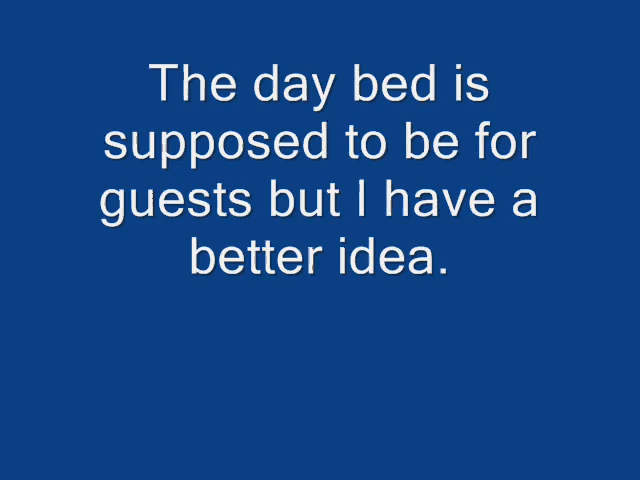 The day bed is
supposed to be for
guests but I have a
better idea.